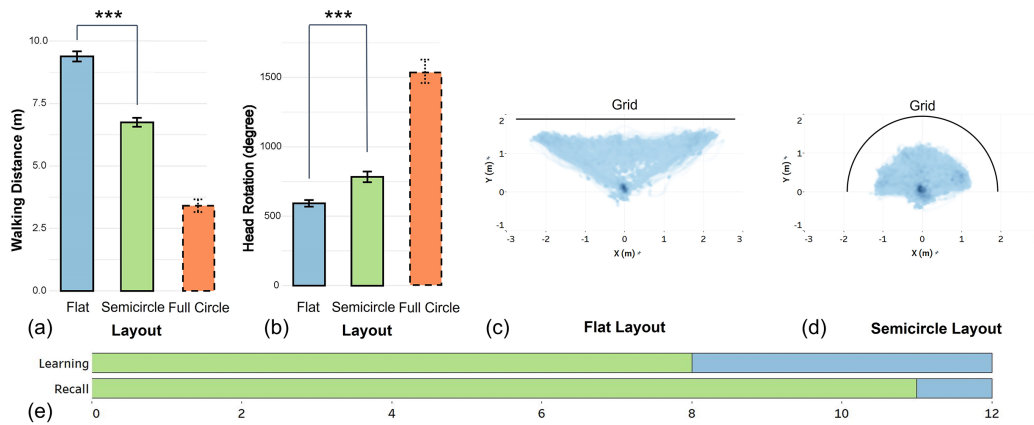 ***
10.0
7.5
5.0
2.5
0.0
Walking Distance (m)
Flat Semicircle Full Circle
(a) Layout
***
1500
1000
500
0
Head Rotation (degree)
Flat Semicircle Full Circle
(b) Layout
Grid
2
1
0
-1
Y (m)
-3 -2 -1 0 1 2 3
X (m)
(c) Flat Layout
Grid
2
1
0
-1
Y (m)
-3 -2 -1 0 1 2
X (m)
(d) Semicircle Layout
Learning
Recall
(e) 0 2 4 6 8 10 12